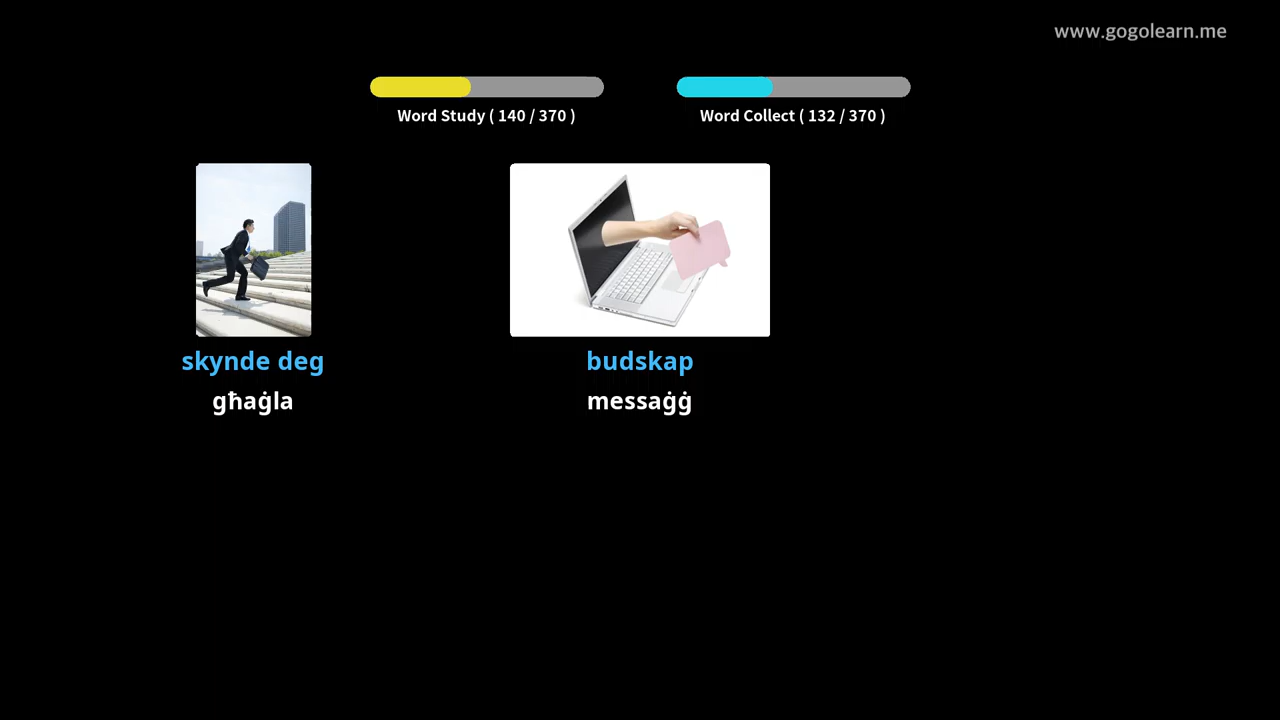 www.gogolearn.me
Word Study ( 140 / 370 )
Word Collect ( 132 / 370 )
skynde deg
għaġla
budskap
messaġġ